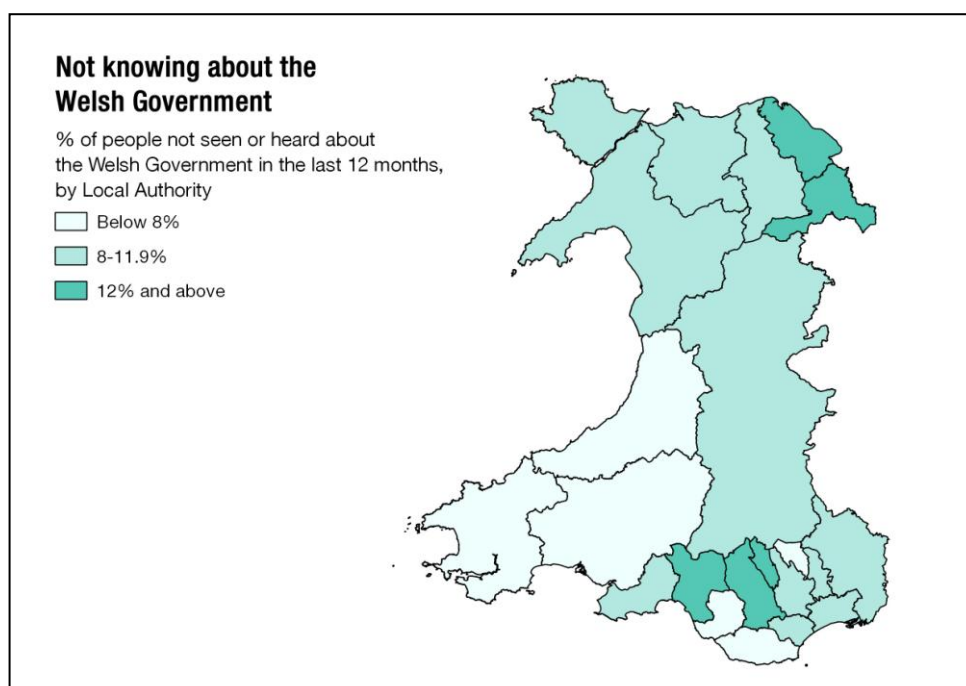 Not knowing about the
Welsh Government
% of people not seen or heard about
the Welsh Government in the last 12 months,
by Local Authority
Below 8%
8-11.9%
12% and above